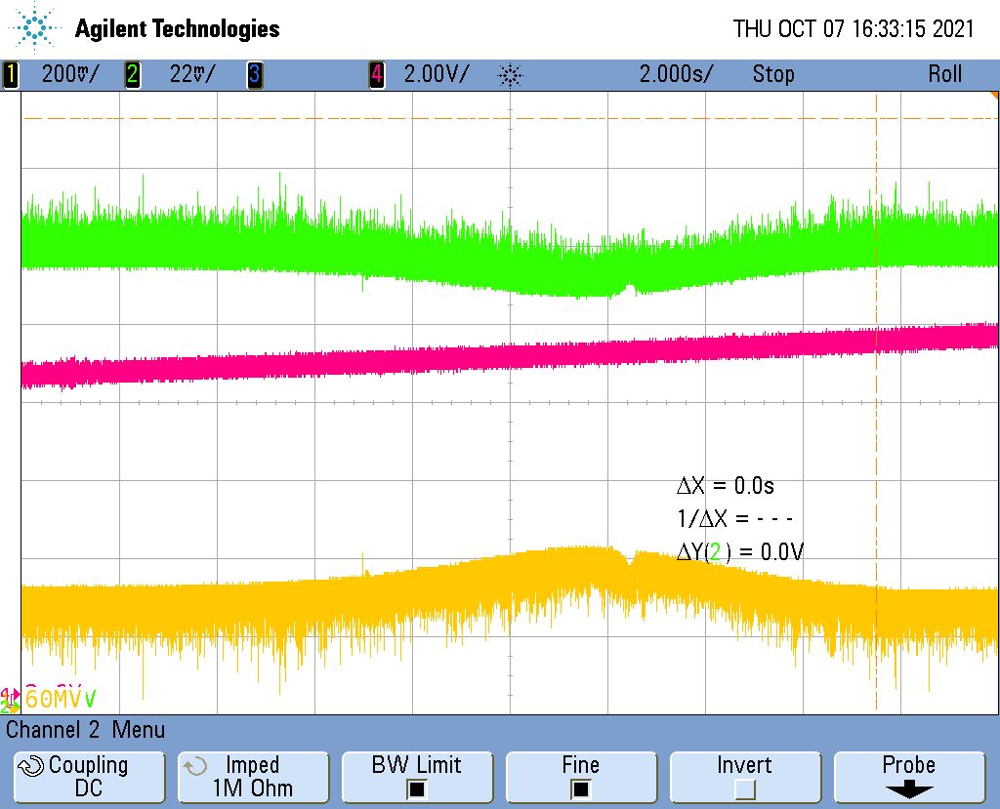 Agilent Technologies
THU OCT 07 16:33:15 2021
1 200mV/ 2 22mV/ 3 4 2.00V/ 2.000s/ Stop Roll
ΔX = 0.0s
1/ΔX = - - -
ΔY(2) = 0.0V
60MV
Channel 2 Menu
Coupling Imped BW Limit Fine Invert Probe
DC 1M Ohm